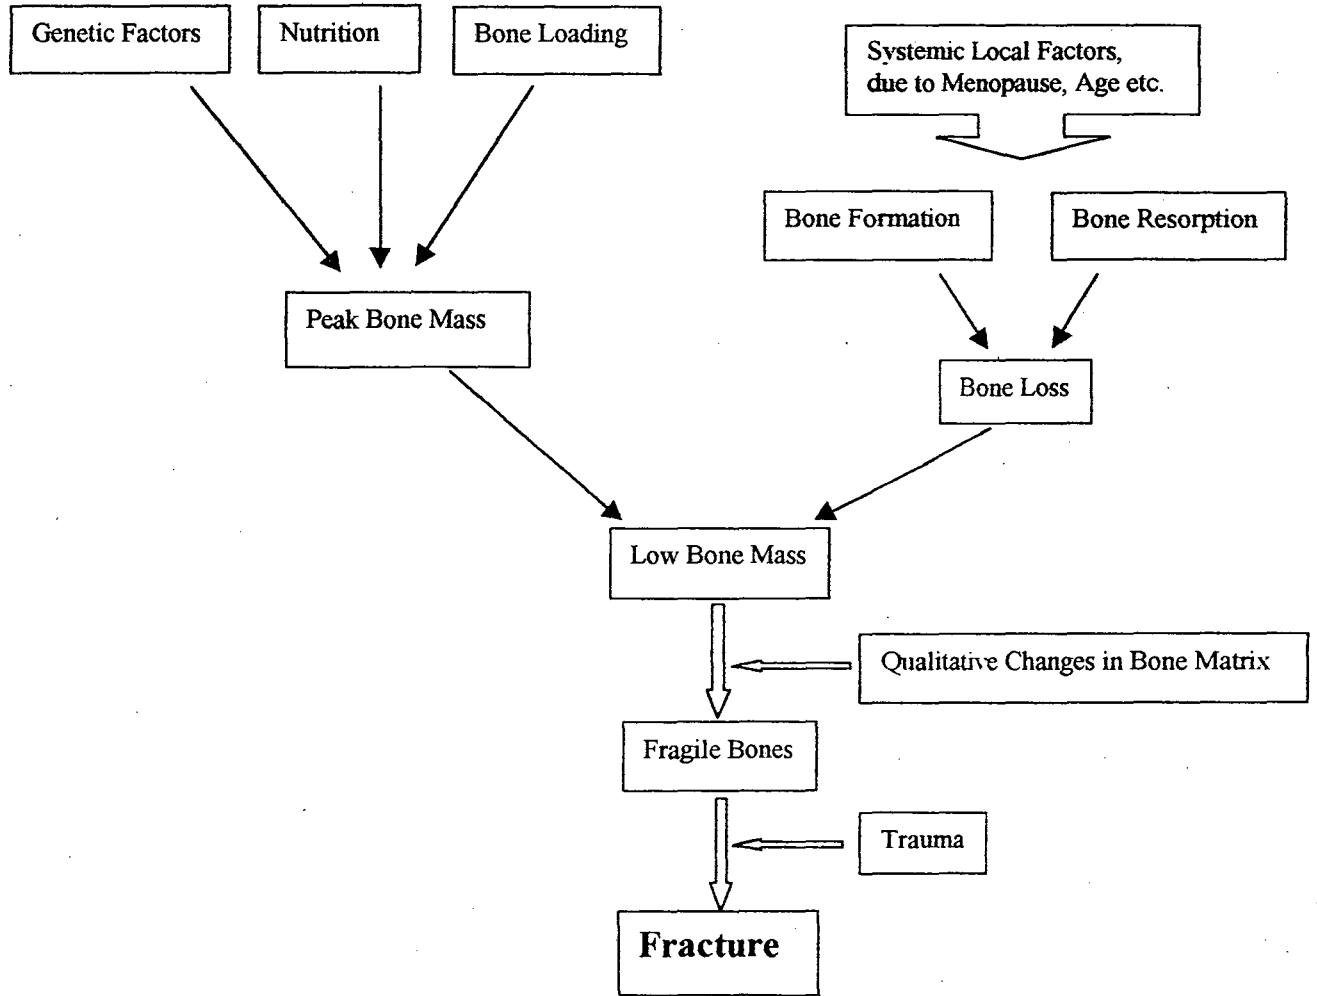 Genetic Factors
Nutrition
Bone Loading
Systemic Local Factors,
due to Menopause, Age etc.
Bone Formation
Bone Resorption
Peak Bone Mass
Bone Loss
Low Bone Mass
Qualitative Changes in Bone Matrix
Fragile Bones
Trauma
Fracture